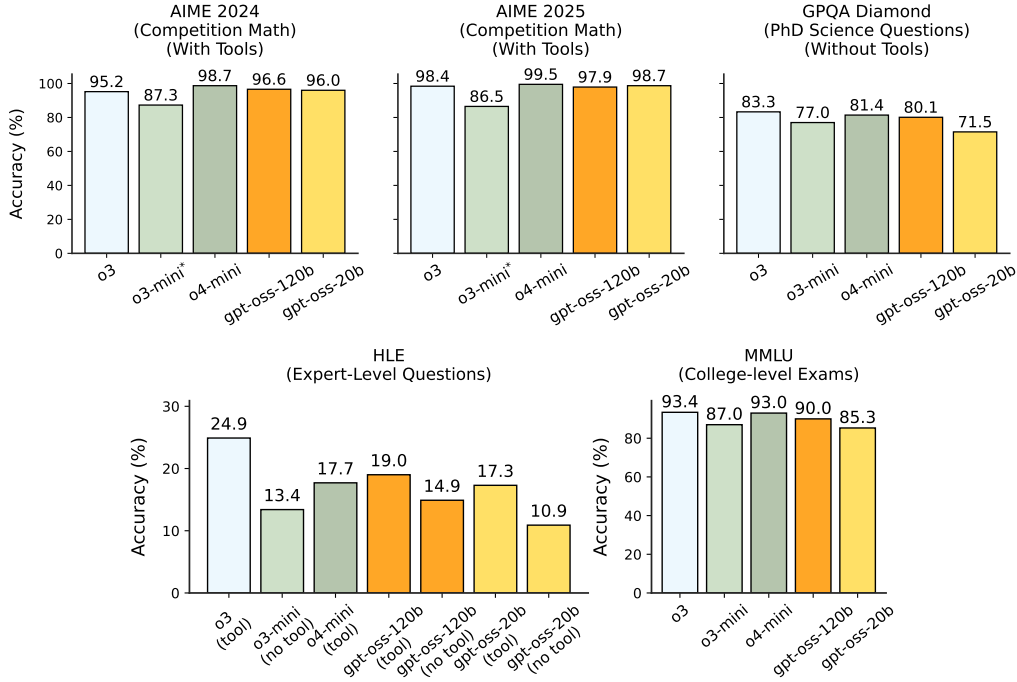 AIME 2024
(Competition Math)
(With Tools)
Accuracy (%)
100
80
60
40
20
0
95.2
87.3
98.7
96.6
96.0
o3
o3-mini*
o4-mini
gpt-oss-120b
gpt-oss-20b
AIME 2025
(Competition Math)
(With Tools)
98.4
86.5
99.5
97.9
98.7
o3
o3-mini*
o4-mini
gpt-oss-120b
gpt-oss-20b
GPQA Diamond
(PhD Science Questions)
(Without Tools)
83.3
77.0
81.4
80.1
71.5
o3
o3-mini
o4-mini
gpt-oss-120b
gpt-oss-20b
HLE
(Expert-Level Questions)
Accuracy (%)
30
20
10
0
24.9
13.4
17.7
19.0
14.9
17.3
10.9
o3
(tool)
o3-mini
(no tool)
o4-mini
(tool)
gpt-oss-120b
(tool)
gpt-oss-120b
(no tool)
gpt-oss-20b
(tool)
gpt-oss-20b
(no tool)
MMLU
(College-level Exams)
Accuracy (%)
80
60
40
20
0
93.4
87.0
93.0
90.0
85.3
o3
o3-mini
o4-mini
gpt-oss-120b
gpt-oss-20b